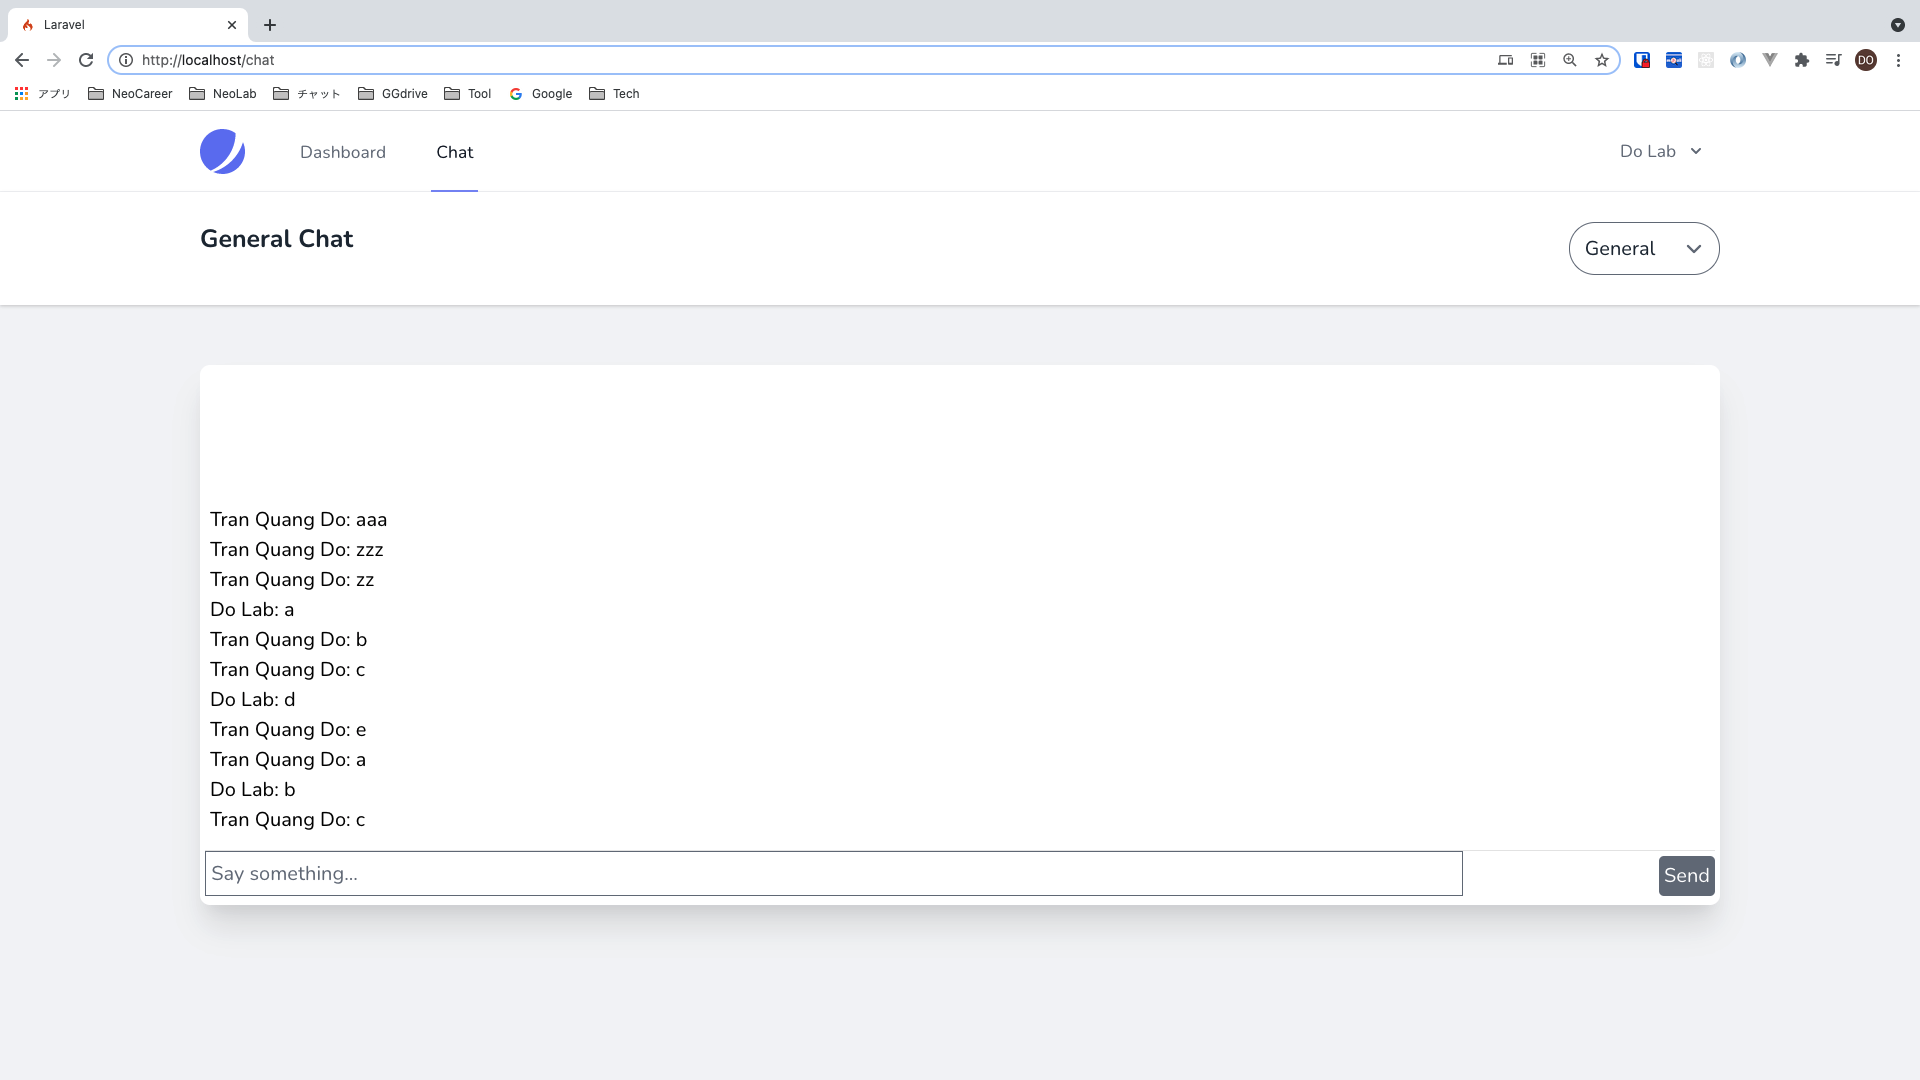 Laravel
http://localhost/chat
DO
アプリ NeoCareer NeoLab チャット GGdrive Tool Google Tech
Dashboard Chat Do Lab
General Chat
General
Tran Quang Do: aaa
Tran Quang Do: zzz
Tran Quang Do: zz
Do Lab: a
Tran Quang Do: b
Tran Quang Do: c
Do Lab: d
Tran Quang Do: e
Tran Quang Do: a
Do Lab: b
Tran Quang Do: c
Say something...
Send